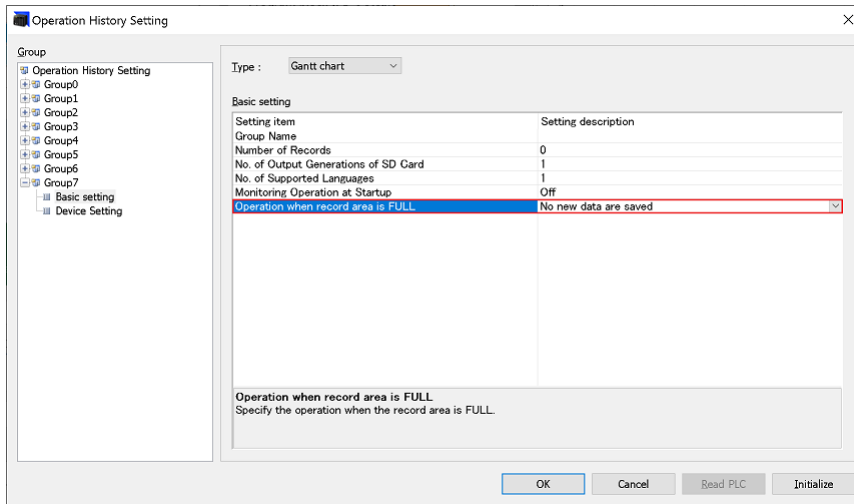 Operation History Setting
Group
Operation History Setting
Group0
Group1
Group2
Group3
Group4
Group5
Group6
Group7
Basic setting
Device Setting
Type : Gantt chart
Basic setting
Setting item Setting description
Group Name
Number of Records 0
No. of Output Generations of SD Card 1
No. of Supported Languages 1
Monitoring Operation at Startup Off
Operation when record area is FULL No new data are saved
Operation when record area is FULL
Specify the operation when the record area is FULL.
OK Cancel Read PLC Initialize